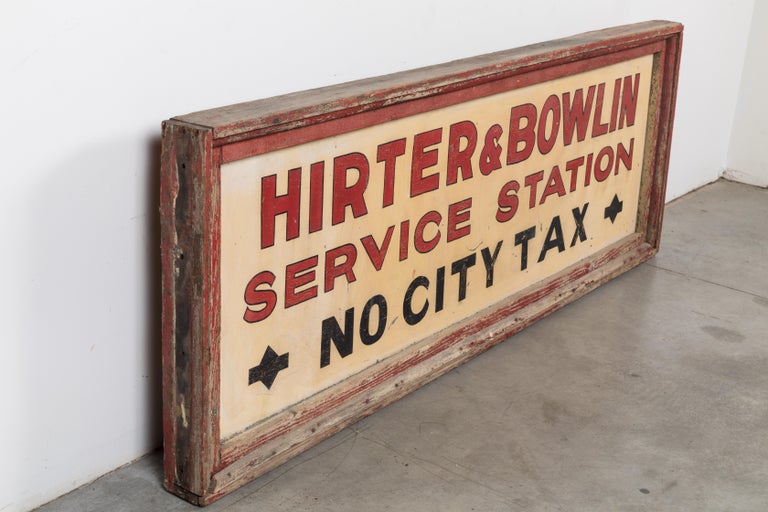 HIRTER & BOWLIN
SERVICE STATION
NO CITY TAX